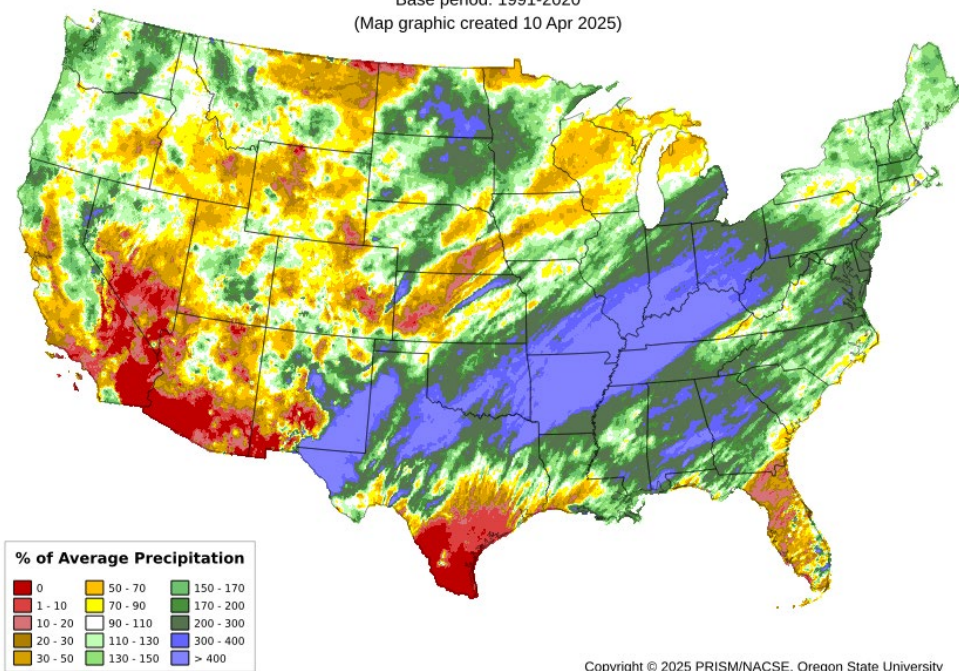 Base period: 1991-2020
(Map graphic created 10 Apr 2025)
% of Average Precipitation
0
50 - 70
150 - 170
1 - 10
70 - 90
170 - 200
10 - 20
90 - 110
200 - 300
20 - 30
110 - 130
300 - 400
30 - 50
130 - 150
> 400
Copyright © 2025 PRISM/NACSE, Oregon State University